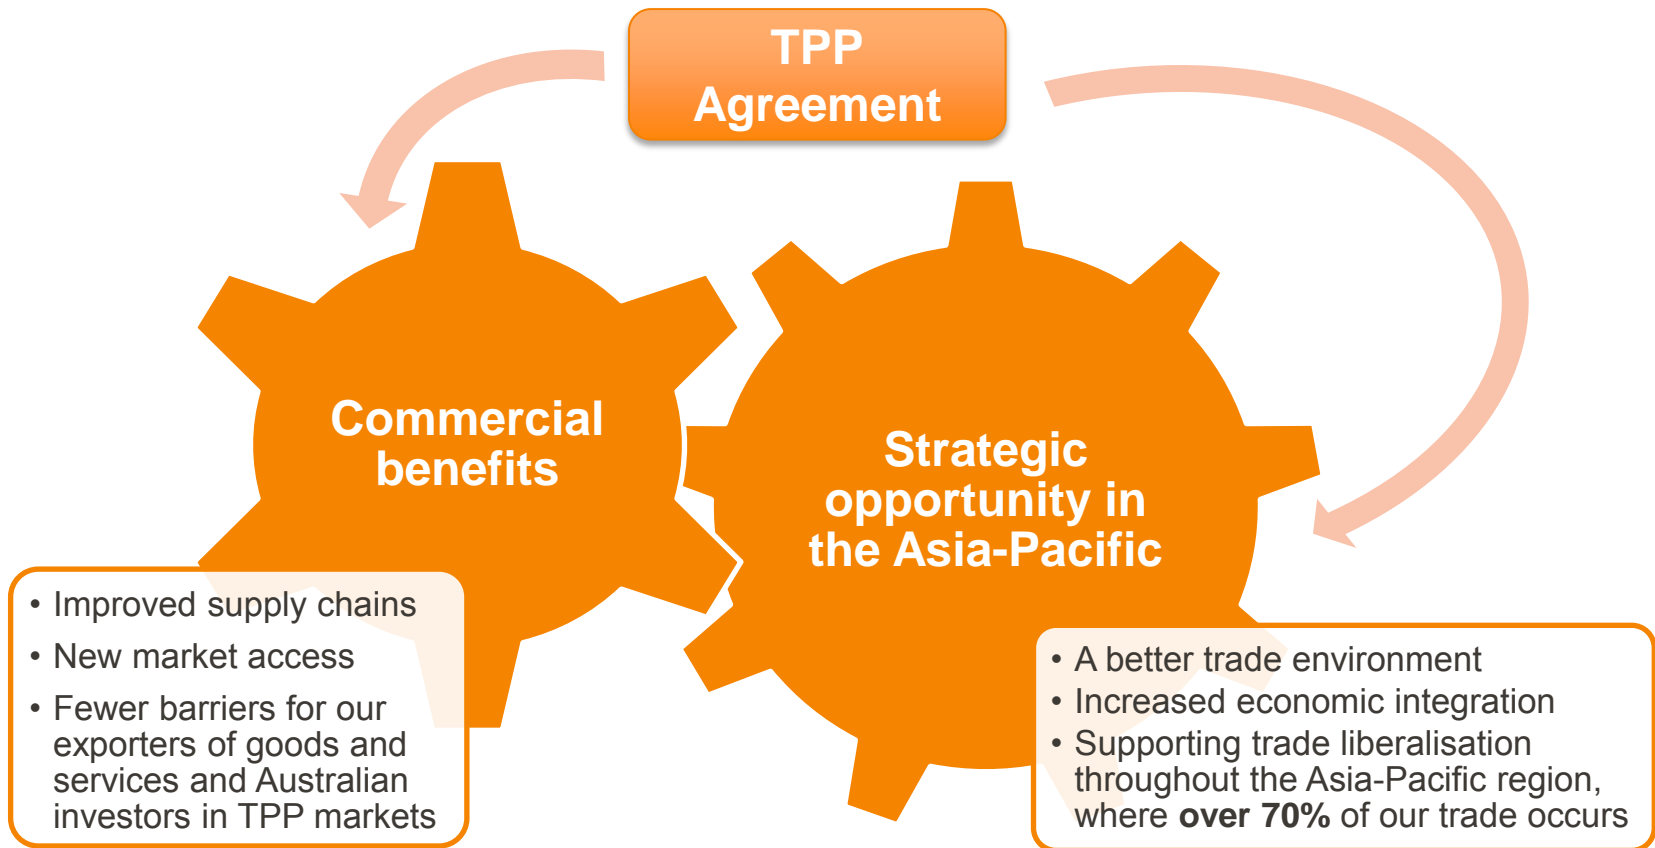 TPP
Agreement
Commercial
benefits
Strategic
opportunity in
the Asia-Pacific
• Improved supply chains
• New market access
• Fewer barriers for our
exporters of goods and
services and Australian
investors in TPP markets
• A better trade environment
• Increased economic integration
• Supporting trade liberalisation
throughout the Asia-Pacific region,
where over 70% of our trade occurs